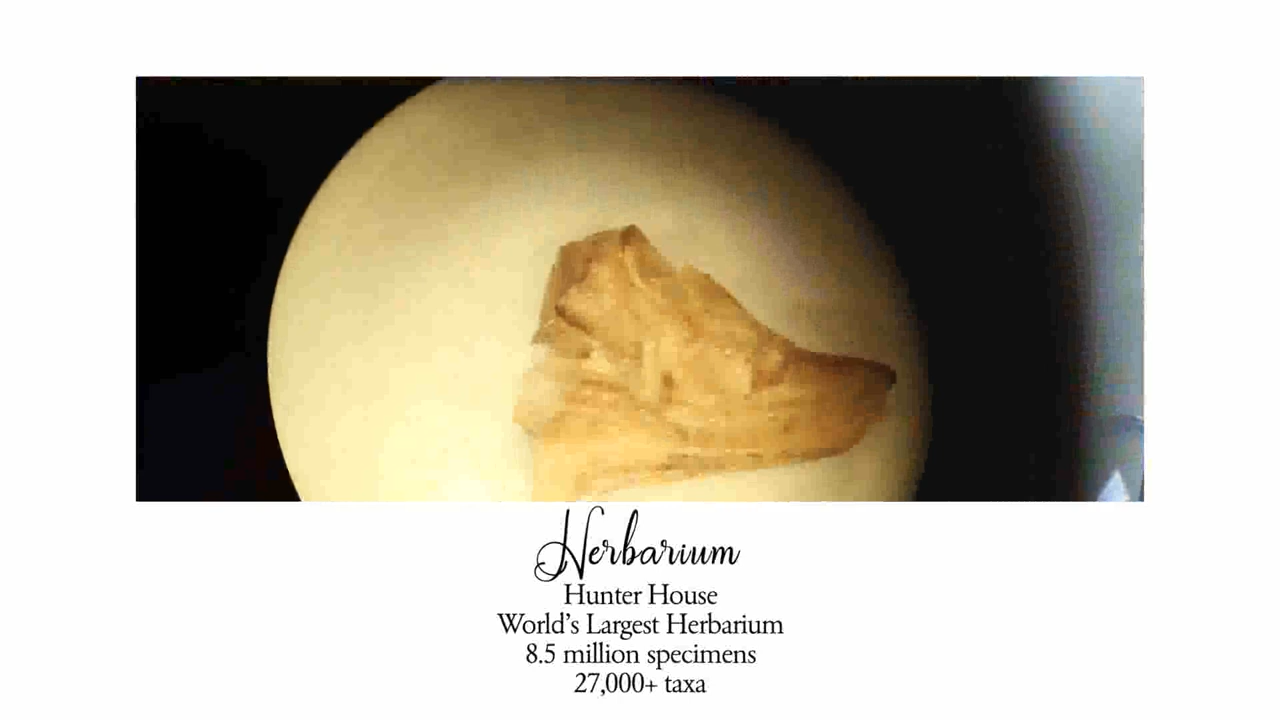 Herbarium
Hunter House
World's Largest Herbarium
8.5 million specimens
27,000+ taxa